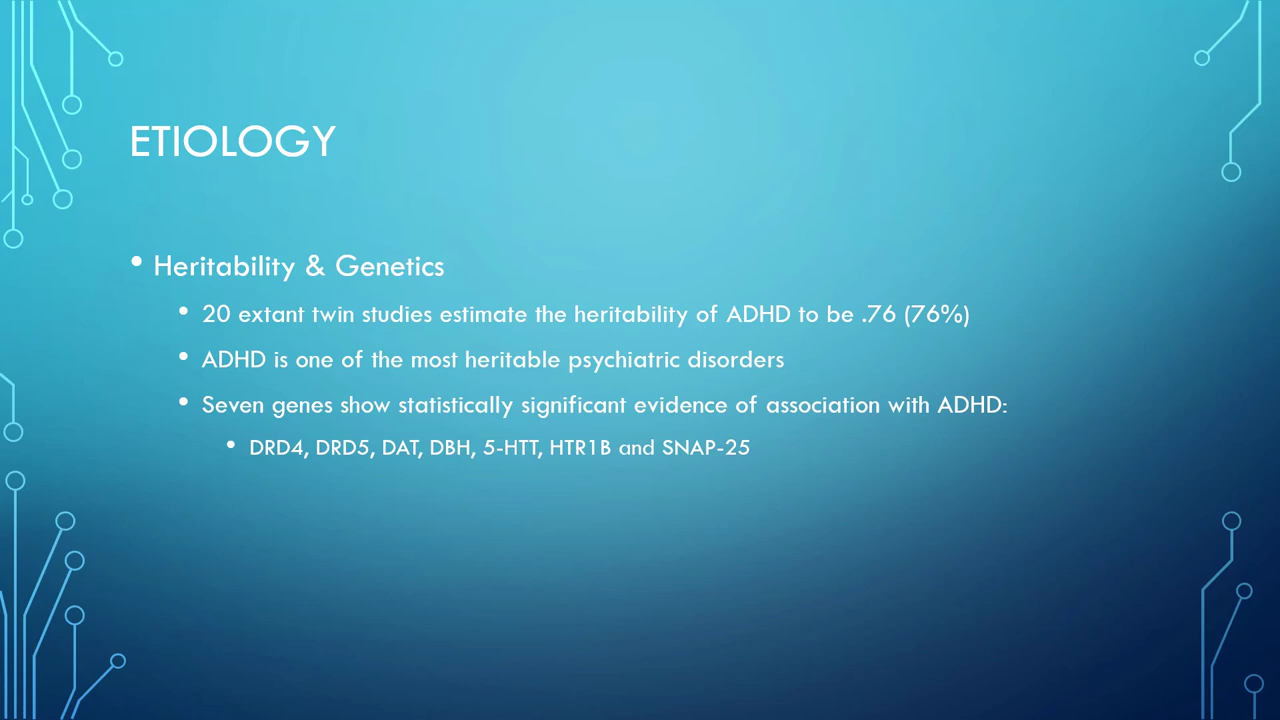 ETIOLOGY
• Heritability & Genetics
• 20 extant twin studies estimate the heritability of ADHD to be .76 (76%)
• ADHD is one of the most heritable psychiatric disorders
• Seven genes show statistically significant evidence of association with ADHD:
• DRD4, DRD5, DAT, DBH, 5-HTT, HTR1B and SNAP-25